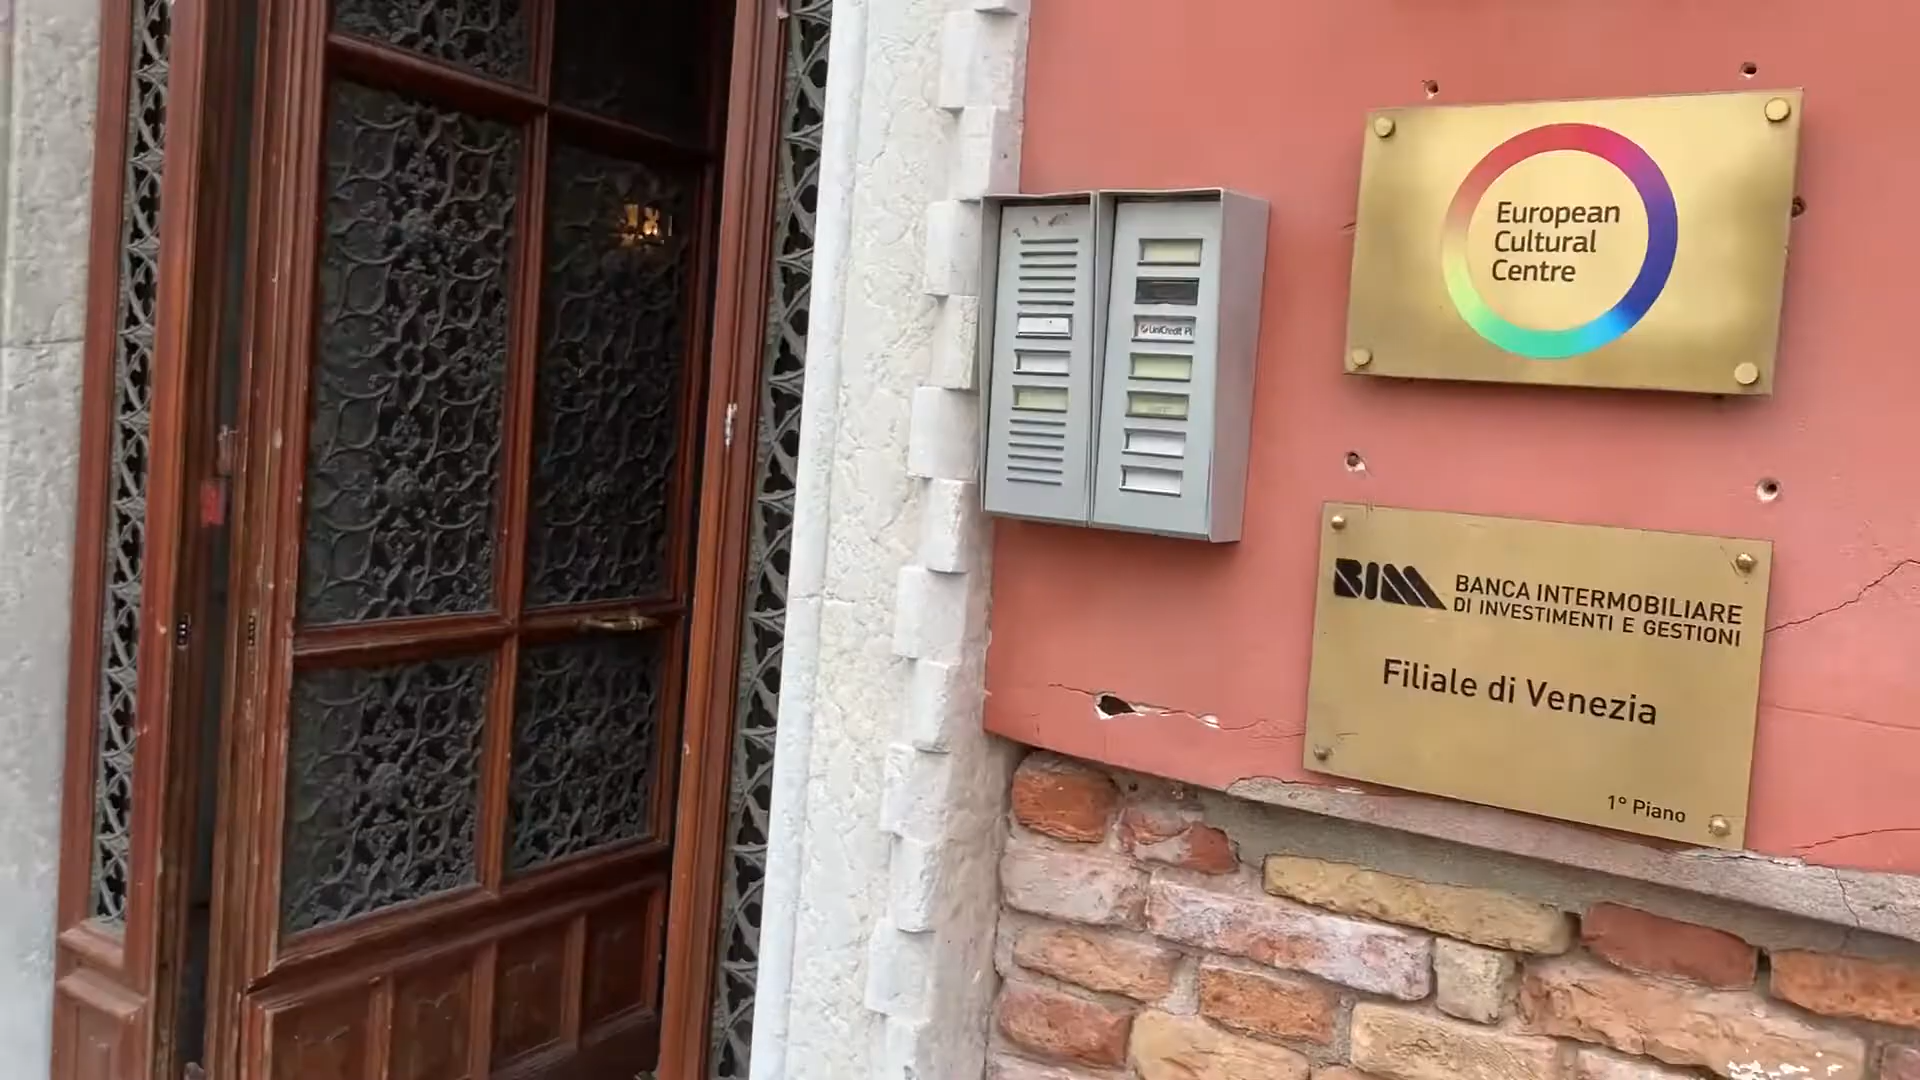 European
Cultural
Centre
UniCredit
BIM
BANCA INTERMOBILIARE
DI INVESTIMENTI E GESTIONI
Filiale di Venezia
1° Piano